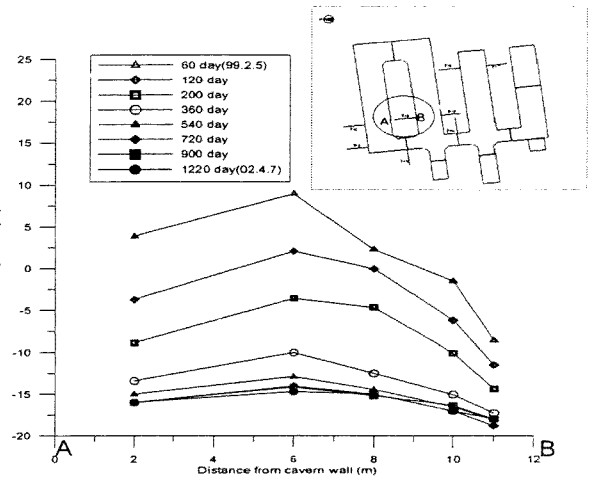 25
20
15
10
5
0
-5
-10
-15
-20
60 day(99.2.5)
120 day
200 day
360 day
540 day
720 day
900 day
1220 day(02.4.7)
A B
A B
0 2 4 6 8 10 12
Distance from cavern wall (m)